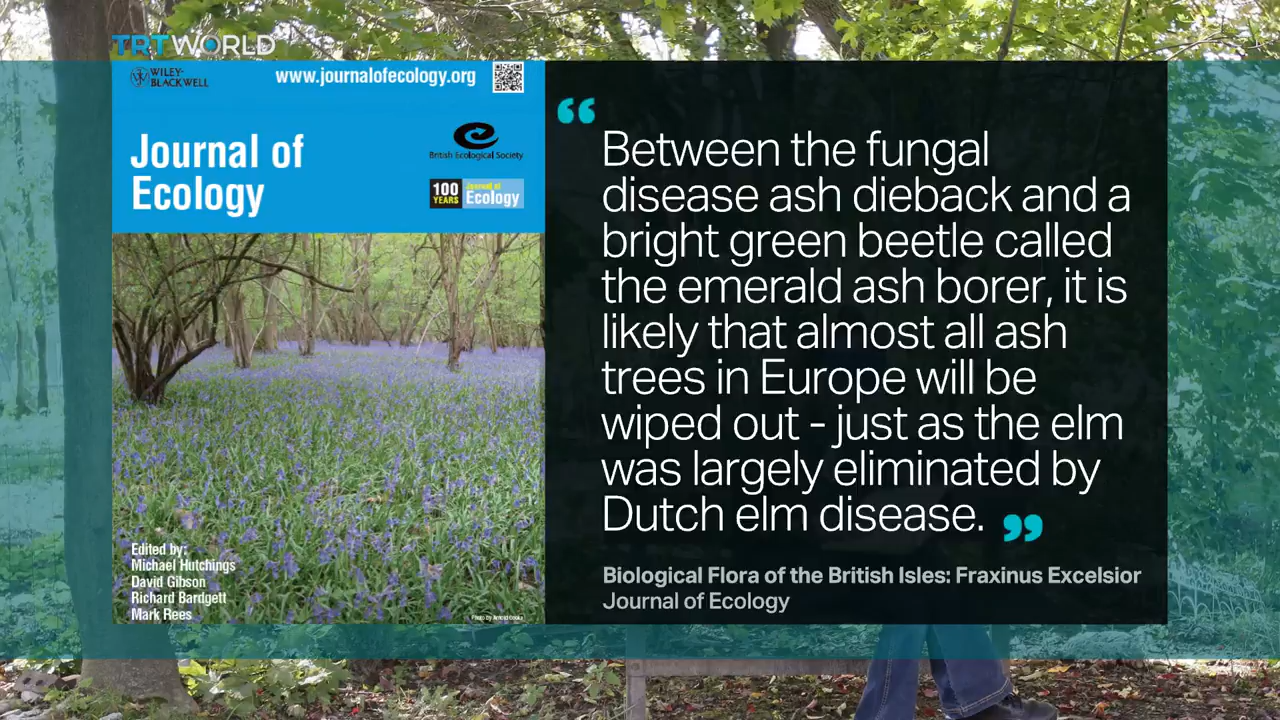 TRT WORLD
WILEY-BLACKWELL
www.journalofecology.org
Journal of
Ecology
British Ecological Society
100
YEARS
Journal of
Ecology
Edited by:
Michael Hutchings
David Gibson
Richard Bardgett
Mark Rees
“
Between the fungal
disease ash dieback and a
bright green beetle called
the emerald ash borer, it is
likely that almost all ash
trees in Europe will be
wiped out - just as the elm
was largely eliminated by
Dutch elm disease. ”
Biological Flora of the British Isles: Fraxinus Excelsior
Journal of Ecology